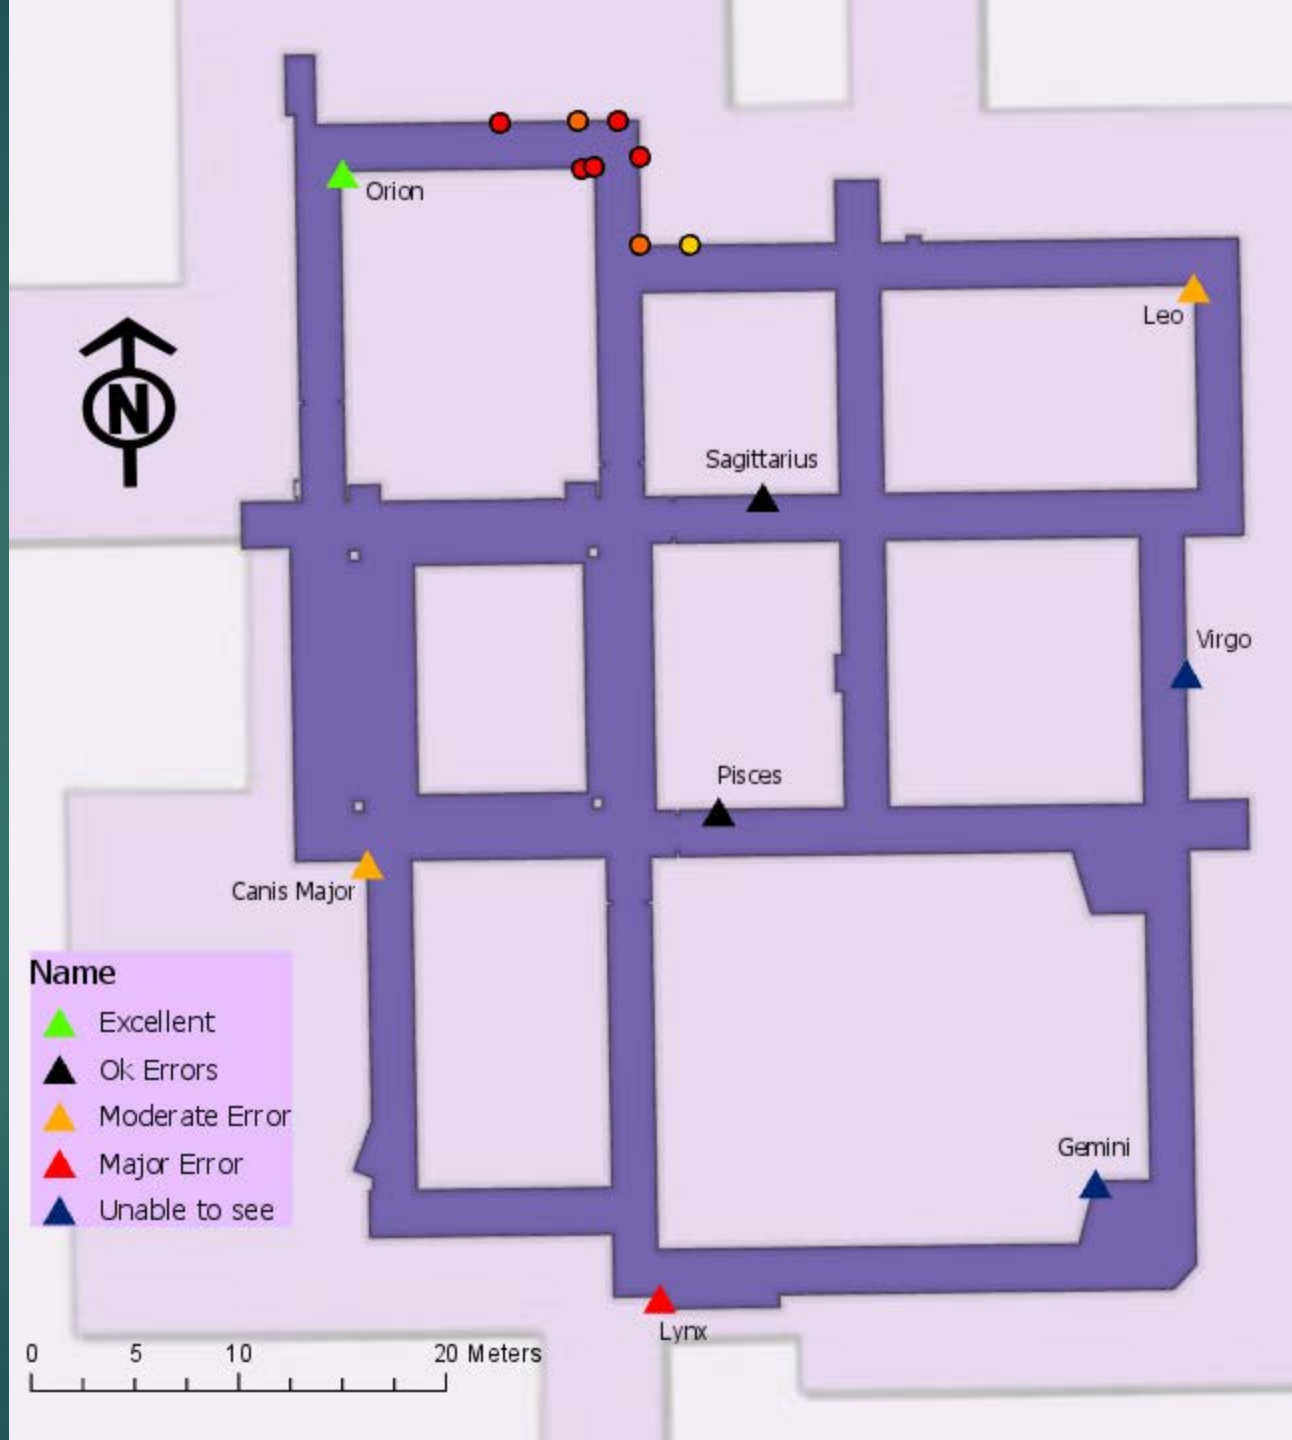 Orion
Leo
N
Sagittarius
Virgo
Pisces
Canis Major
Name
Excellent
Ok Errors
Moderate Error
Major Error
Unable to see
Gemini
Lynx
0 5 10 20 Meters